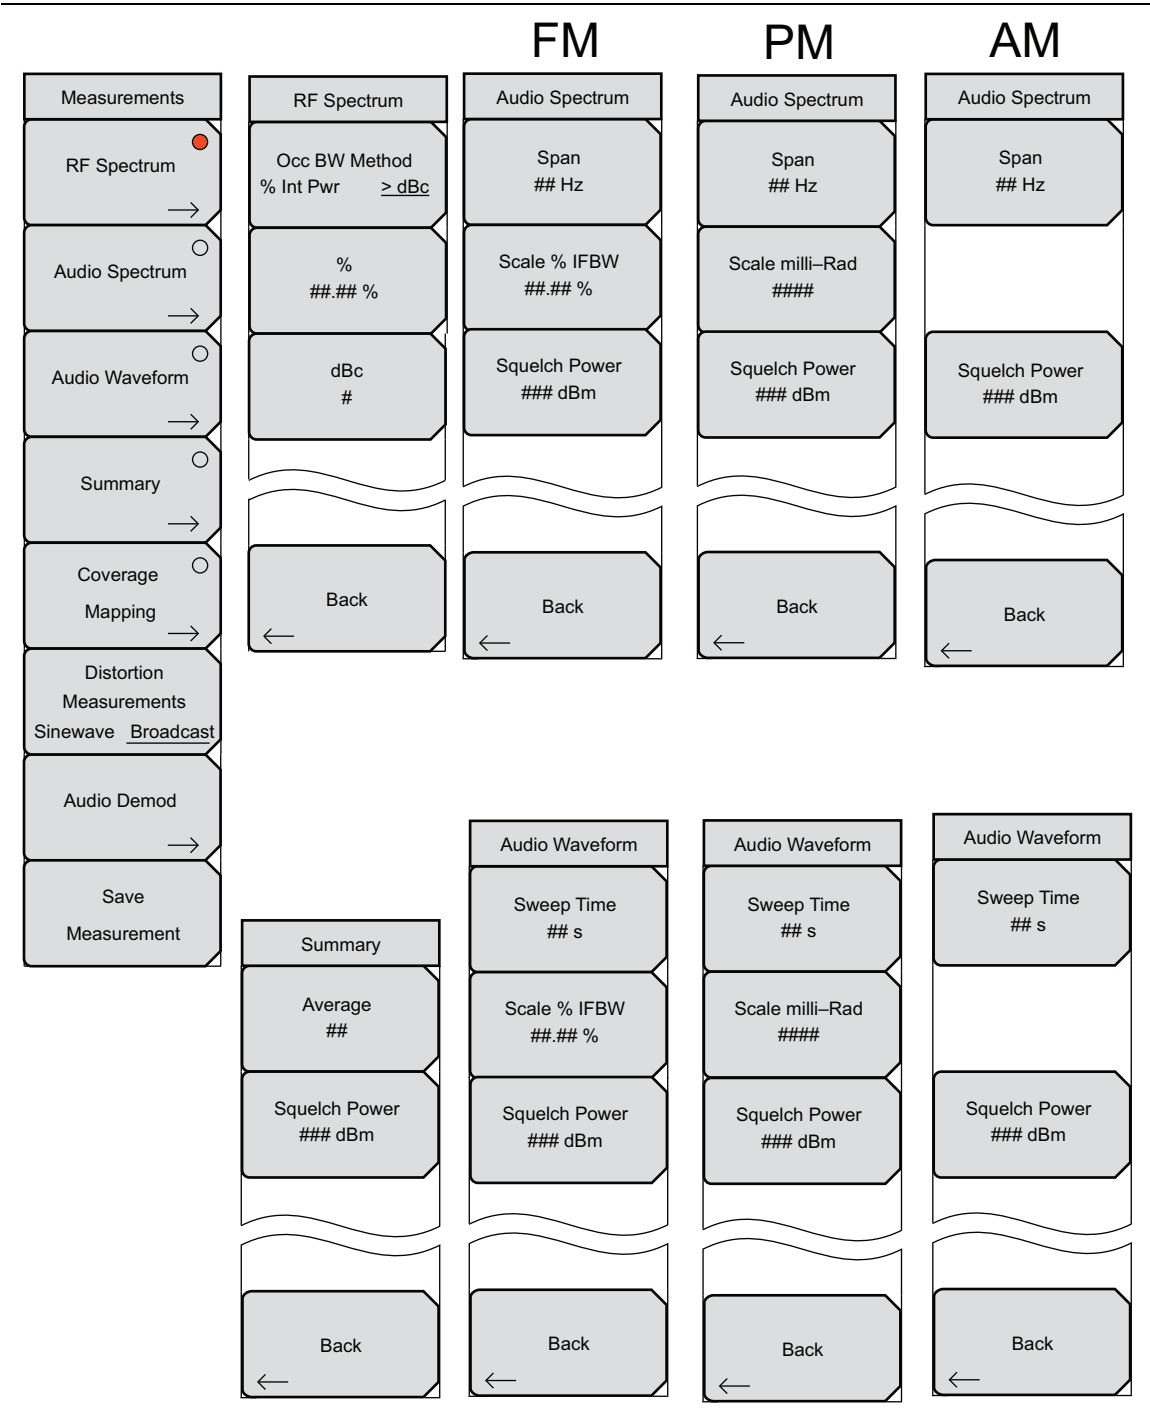 FM
PM
AM
Measurements
RF Spectrum
Audio Spectrum
Audio Waveform
Summary
Coverage
Mapping
Distortion
Measurements
Sinewave Broadcast
Audio Demod
Save
Measurement
RF Spectrum
Occ BW Method
% Int Pwr > dBc
%
##.## %
dBc
#
Back
Audio Spectrum
Span
## Hz
Scale % IFBW
##.## %
Squelch Power
### dBm
Back
Audio Spectrum
Span
## Hz
Scale milli–Rad
####
Squelch Power
### dBm
Back
Audio Spectrum
Span
## Hz
Squelch Power
### dBm
Back
Summary
Average
##
Squelch Power
### dBm
Back
Audio Waveform
Sweep Time
## s
Scale % IFBW
##.## %
Squelch Power
### dBm
Back
Audio Waveform
Sweep Time
## s
Scale milli–Rad
####
Squelch Power
### dBm
Back
Audio Waveform
Sweep Time
## s
Squelch Power
### dBm
Back